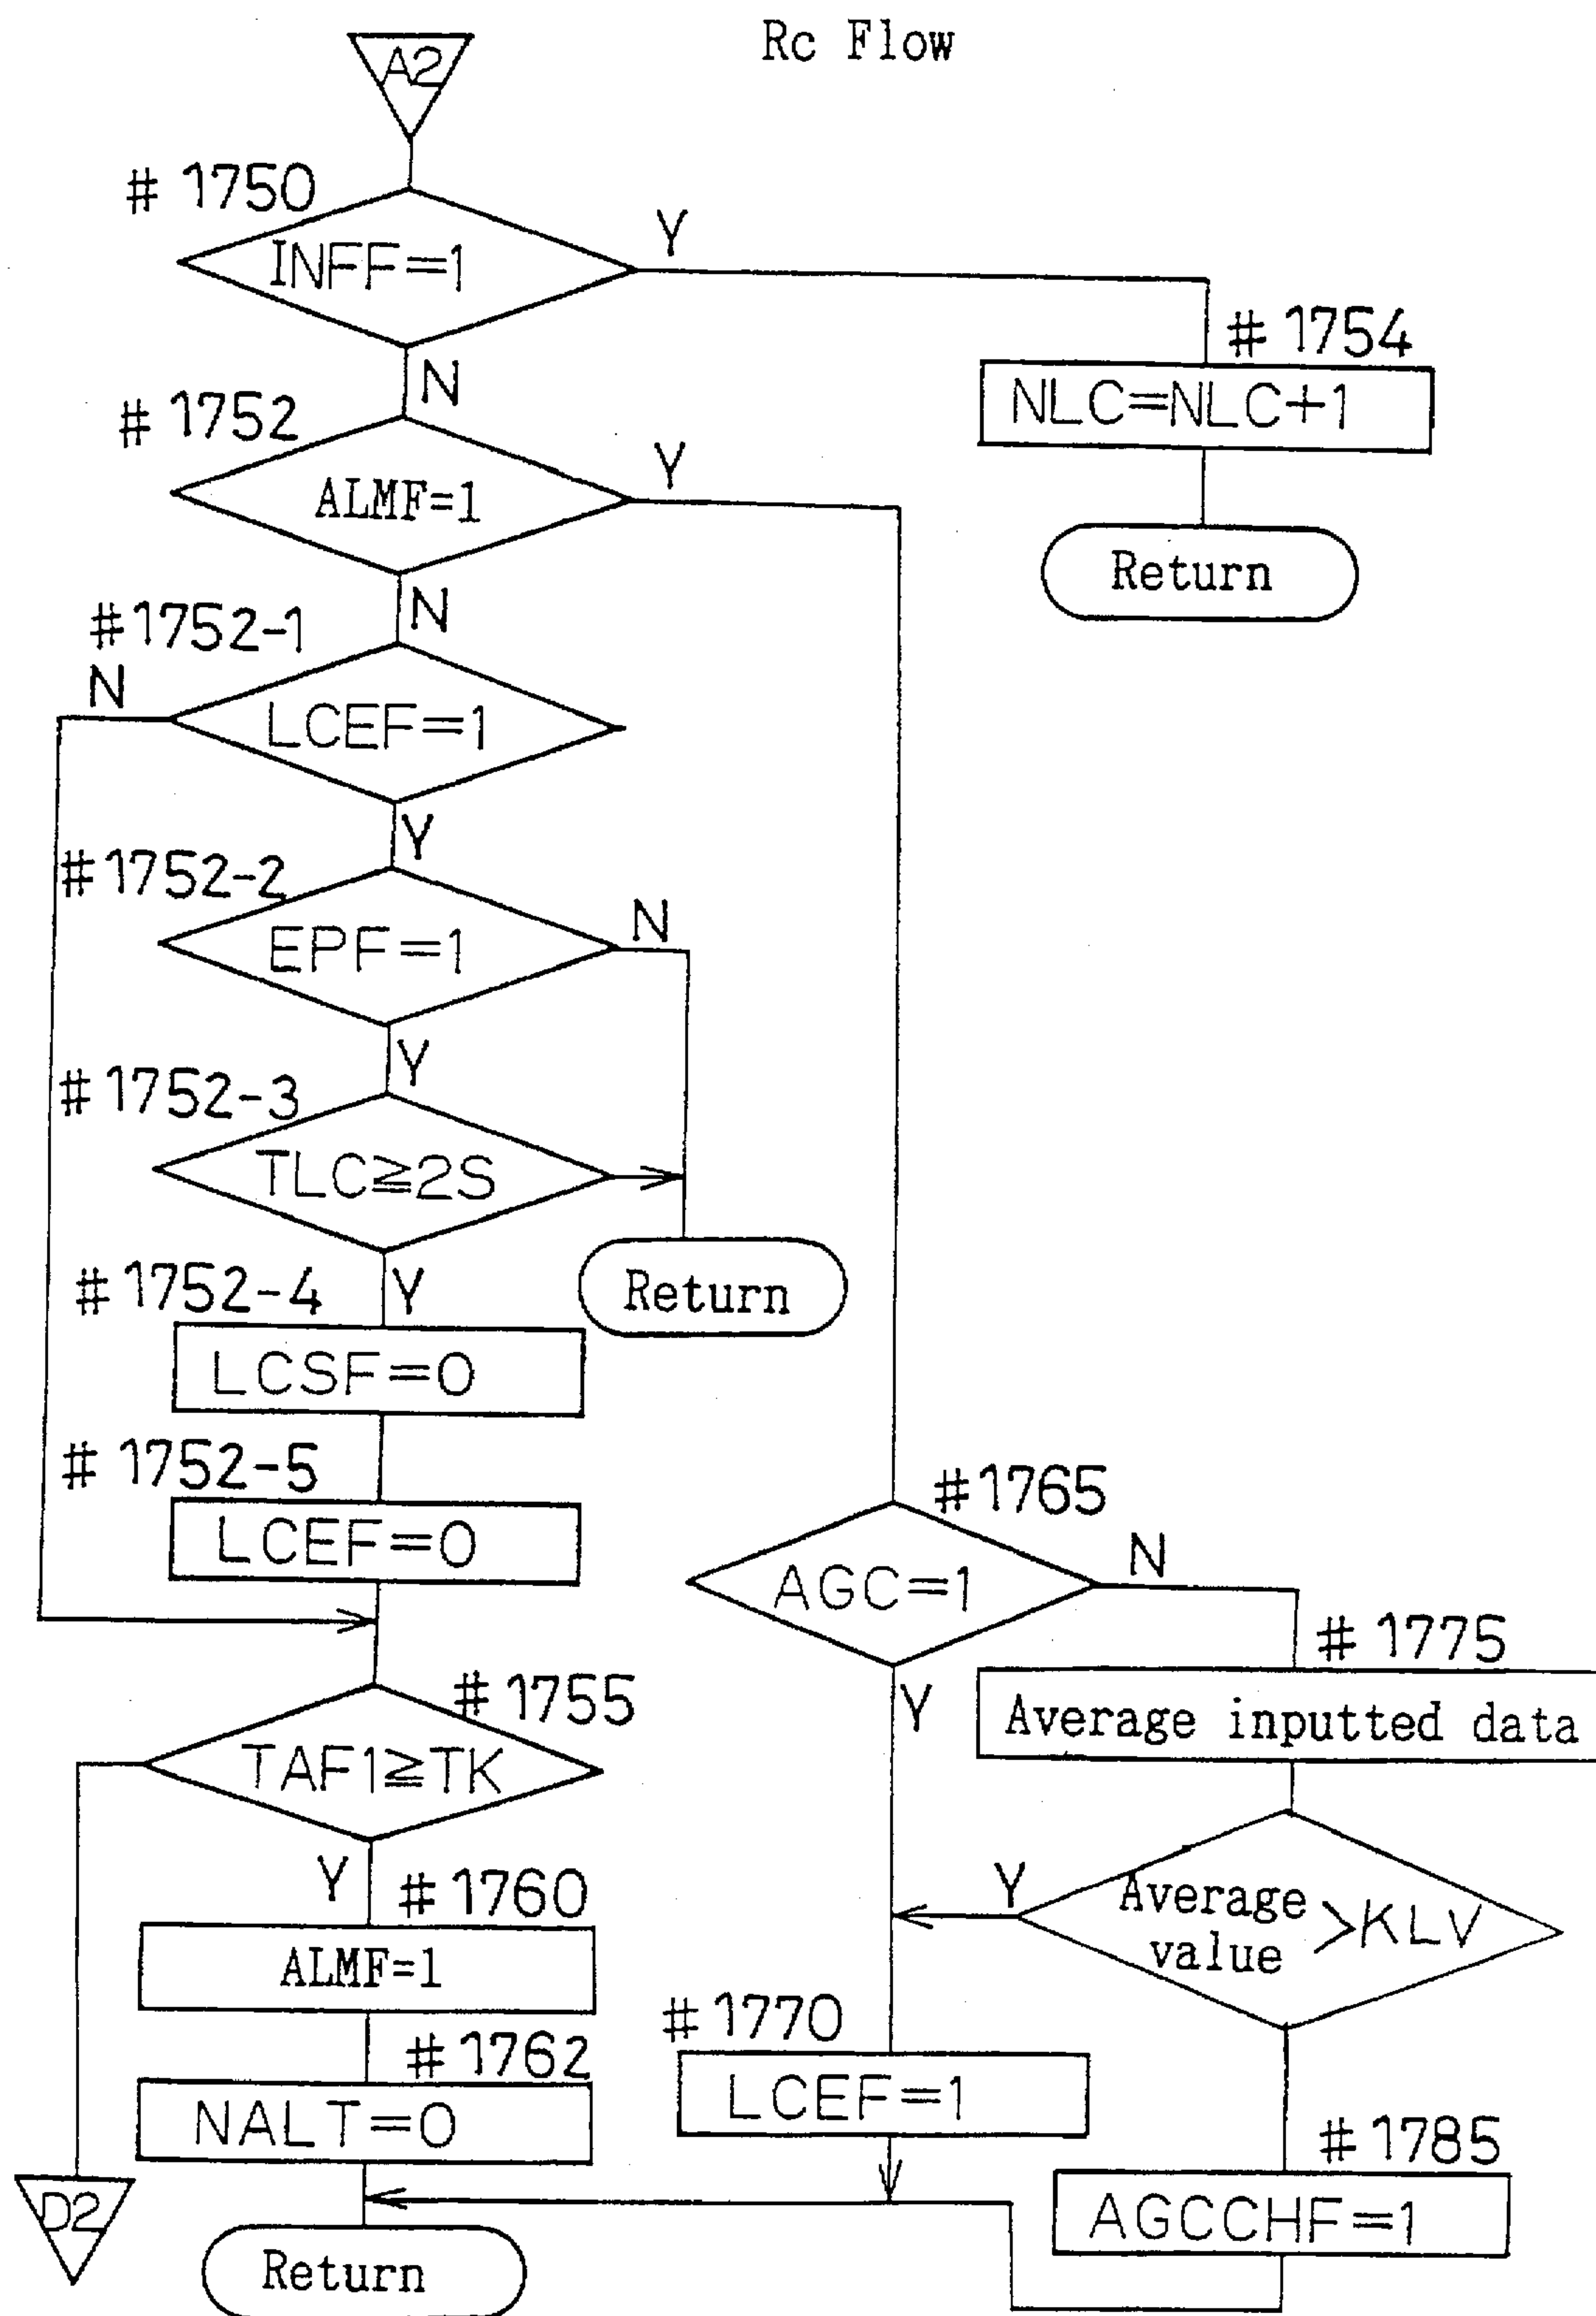 Rc Flow
A2
# 1750
INFF=1
Y
N
# 1754
NLC=NLC+1
Return
# 1752
ALMF=1
Y
N
#1752-1
N
LCEF=1
Y
#1752-2
EPF=1
N
Y
# 1752-3
TLC≧2S
Y
Return
# 1752-4
LCSF=0
# 1752-5
LCEF=0
# 1755
TAF1≧TK
Y
# 1760
ALMF=1
# 1762
NALT=0
D2
Return
#1765
AGC=1
N
Y
# 1775
Average inputted data
Average
value >KLV
Y
# 1770
LCEF=1
# 1785
AGCCHF=1